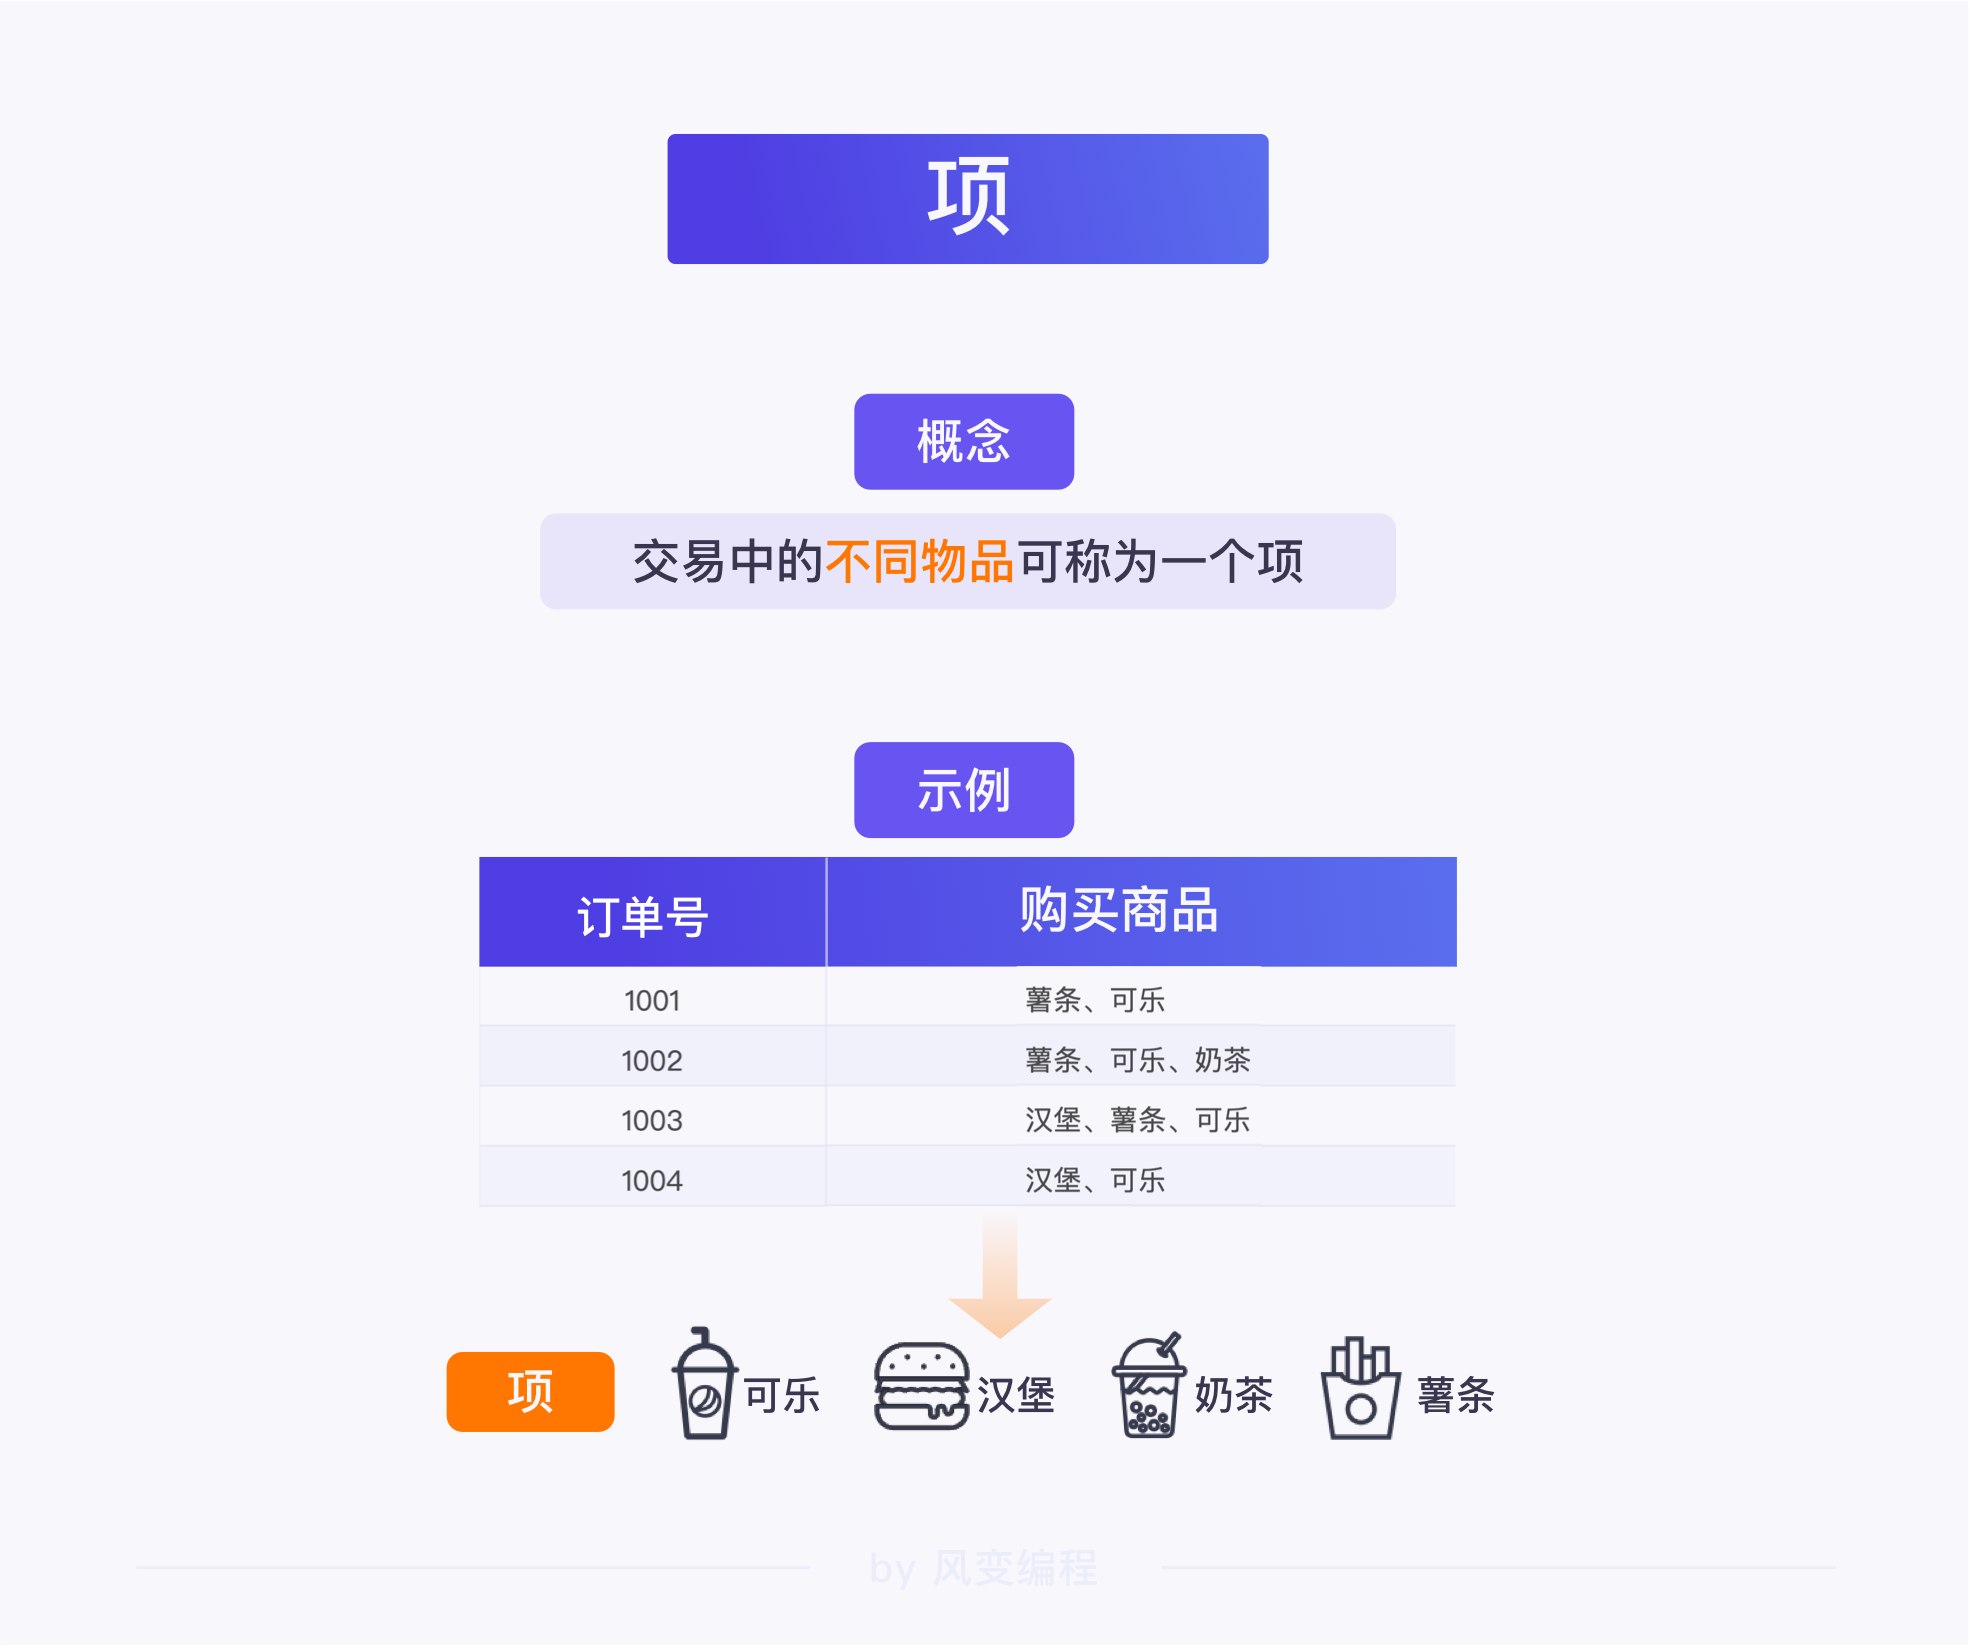 项
概念
交易中的不同物品可称为一个项
示例
订单号 购买商品
1001 薯条、可乐
1002 薯条、可乐、奶茶
1003 汉堡、薯条、可乐
1004 汉堡、可乐
项 可乐 汉堡 奶茶 薯条
by 风变编程